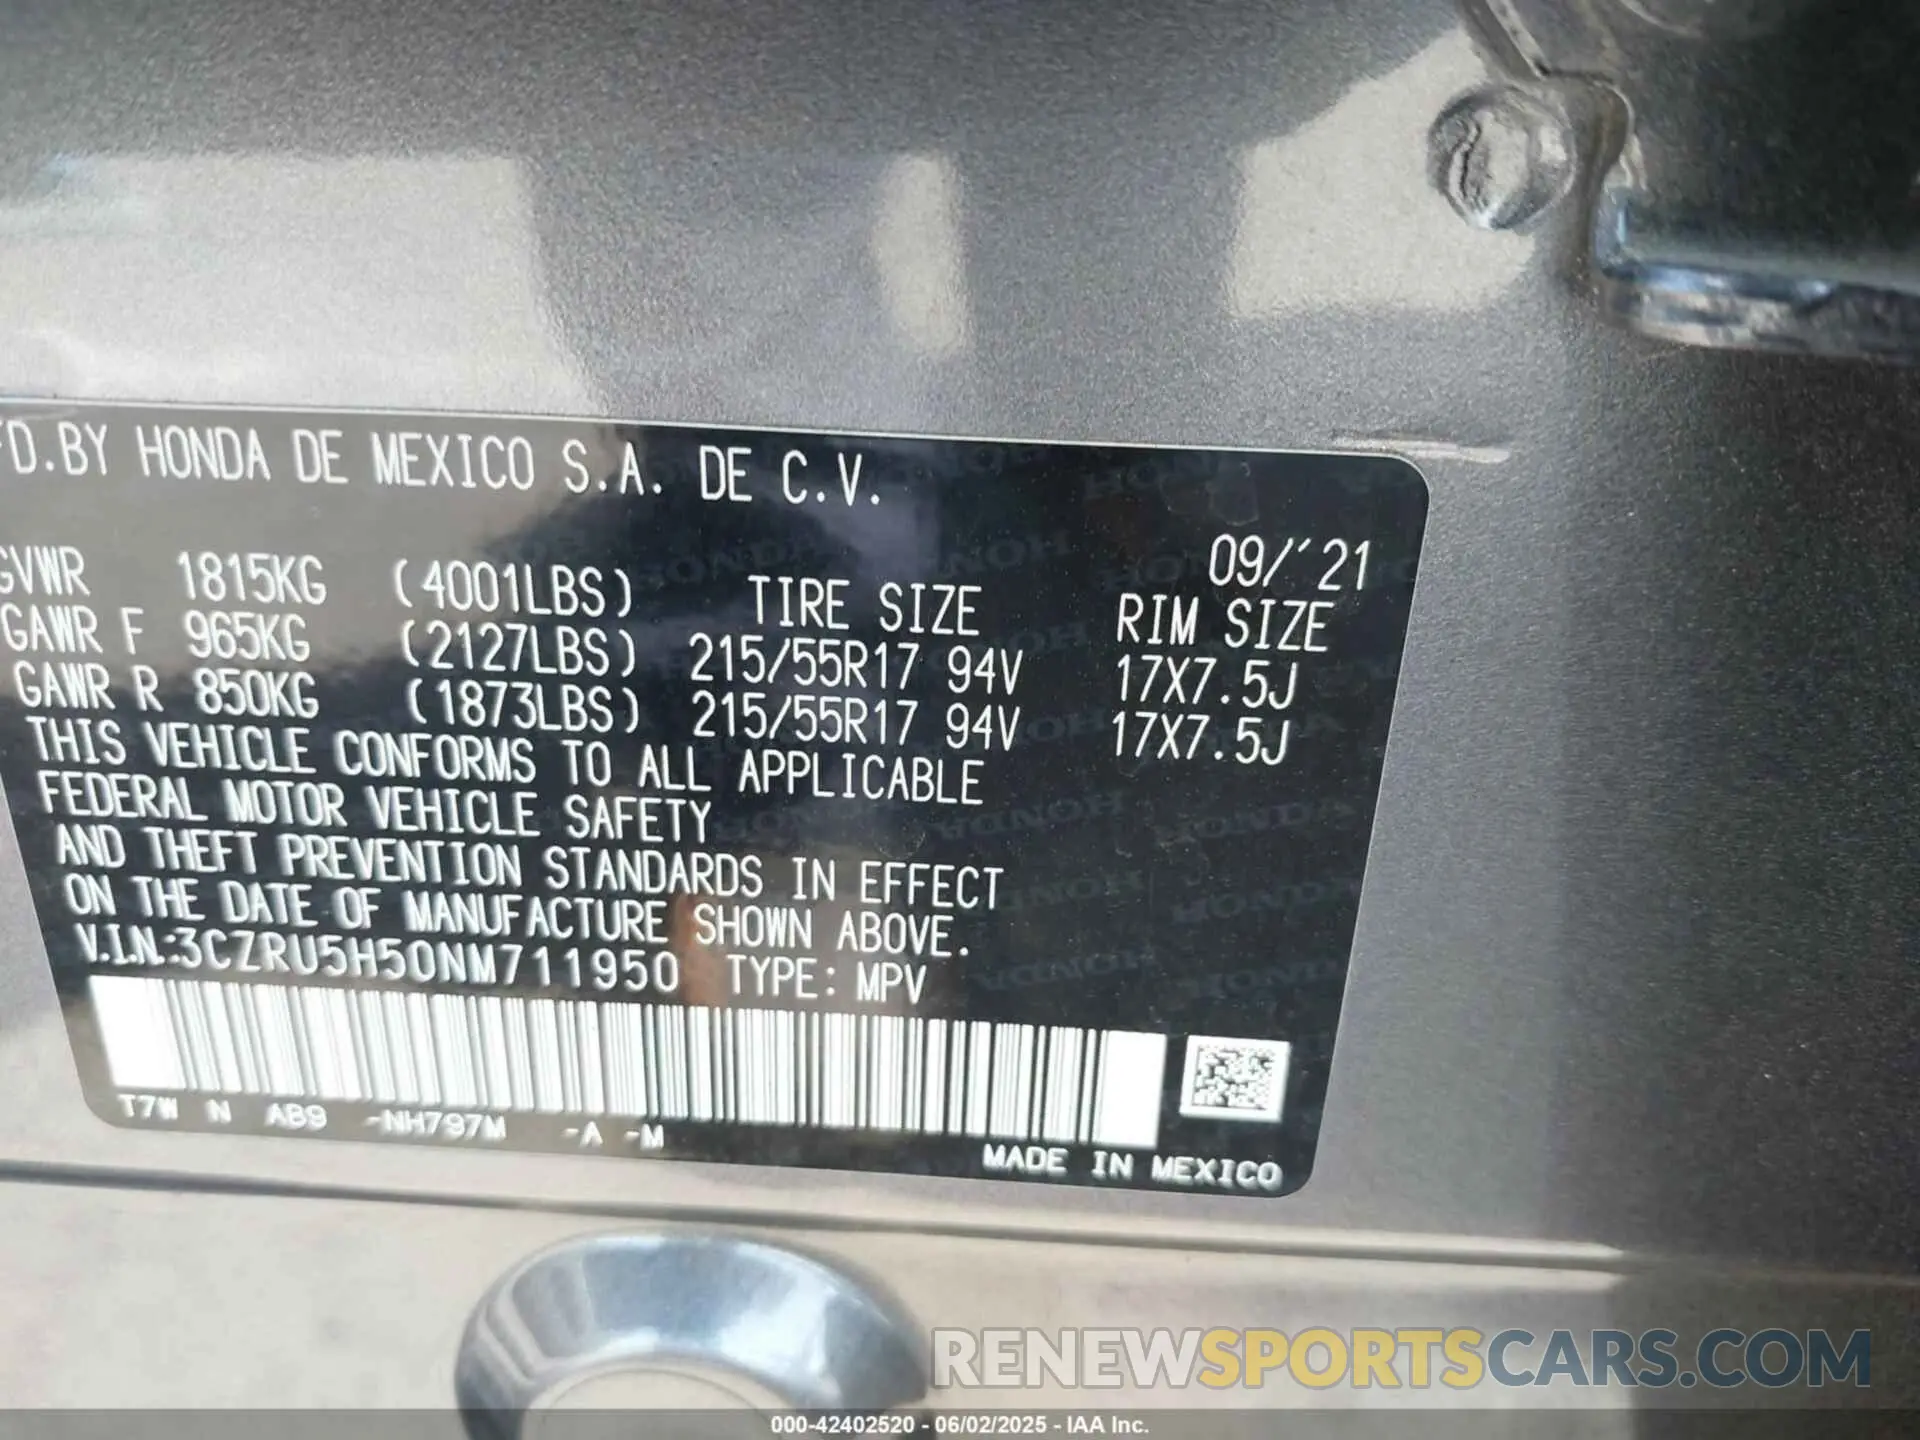 FD.BY HONDA DE MEXICO S.A. DE C.V.
09/'21
GVWR 1815KG (4001LBS) TIRE SIZE RIM SIZE
GAWR F 965KG (2127LBS) 215/55R17 94V 17X7.5J
GAWR R 850KG (1873LBS) 215/55R17 94V 17X7.5J
THIS VEHICLE CONFORMS TO ALL APPLICABLE
FEDERAL MOTOR VEHICLE SAFETY
AND THEFT PREVENTION STANDARDS IN EFFECT
ON THE DATE OF MANUFACTURE SHOWN ABOVE.
V.I.N.:3CZRU5H50NM711950 TYPE: MPV
T7W N AB9 -NH797M -A -M
MADE IN MEXICO
RENEWSPORTSCARS.COM
000-42402520 - 06/02/2025 - IAA Inc.